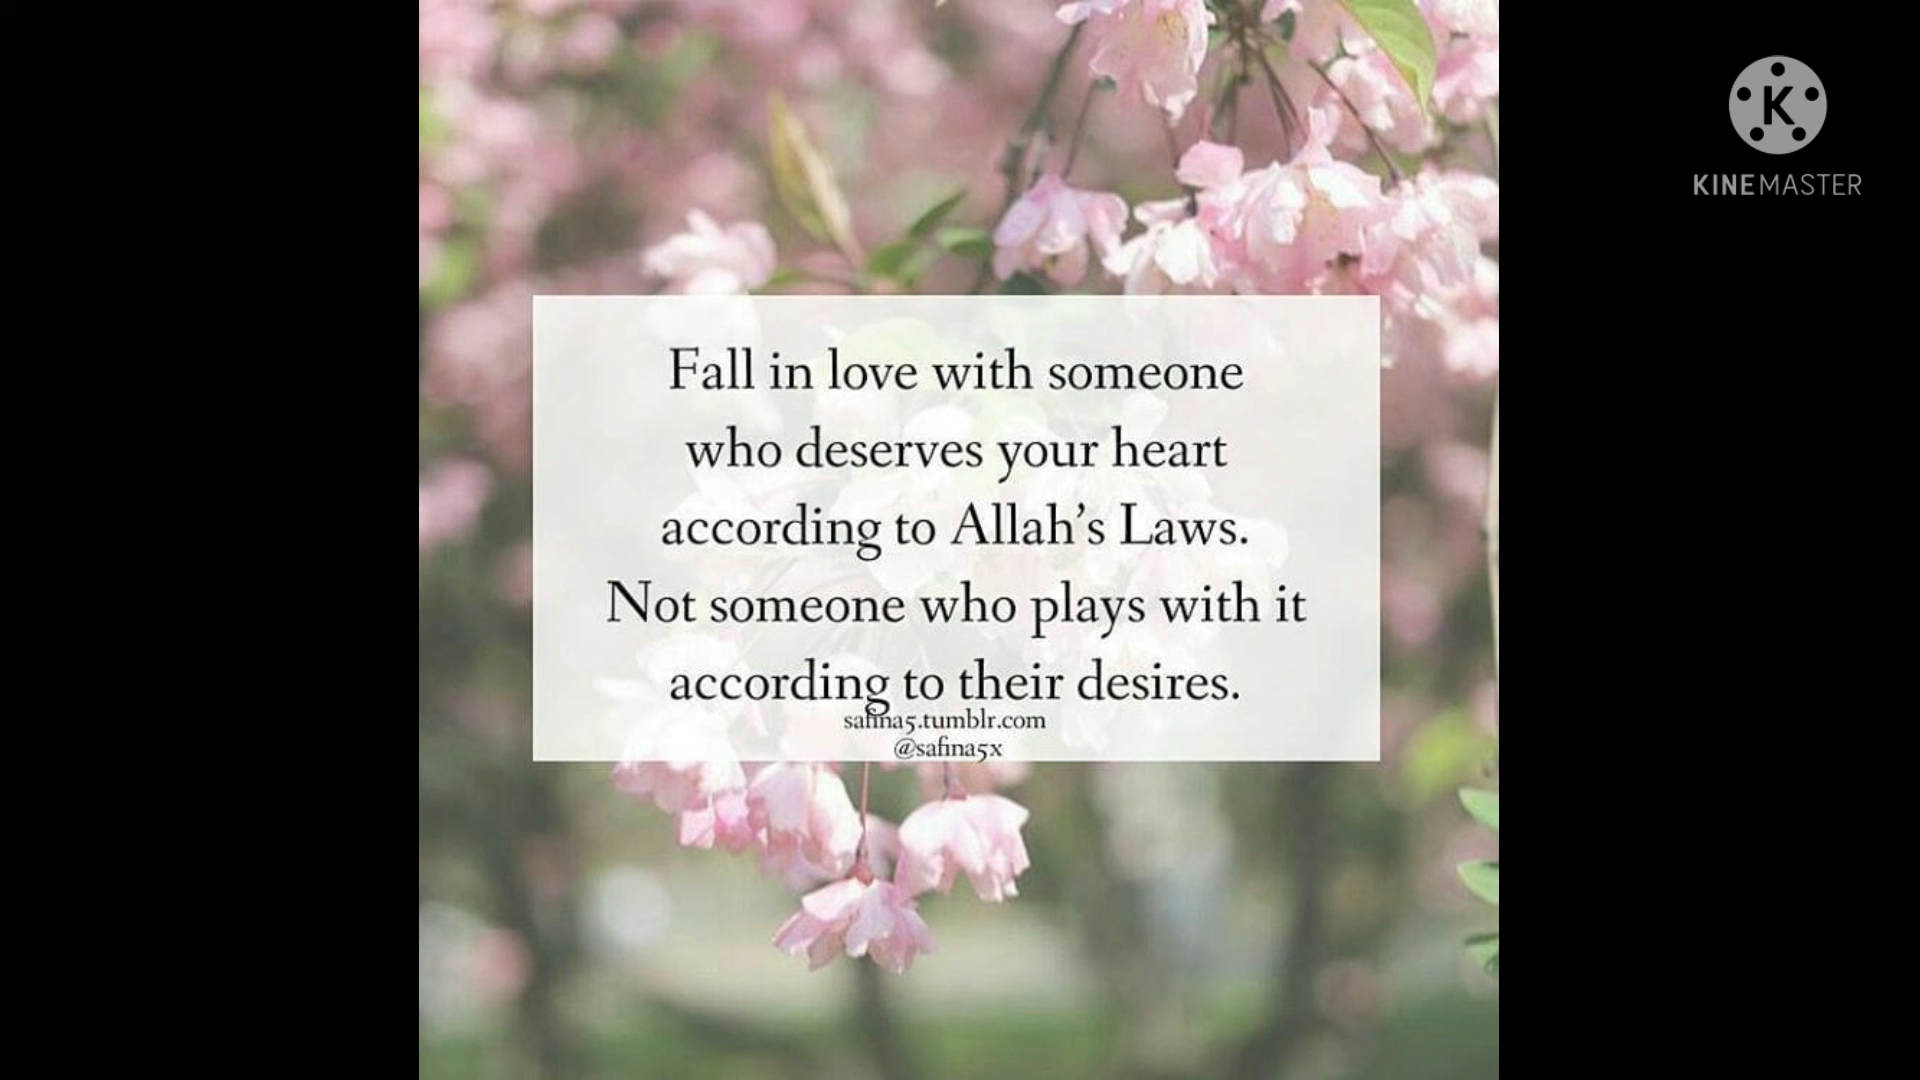 Fall in love with someone
who deserves your heart
according to Allah's Laws.
Not someone who plays with it
according to their desires.
safina5.tumblr.com
@safina5x
K
KINEMASTER